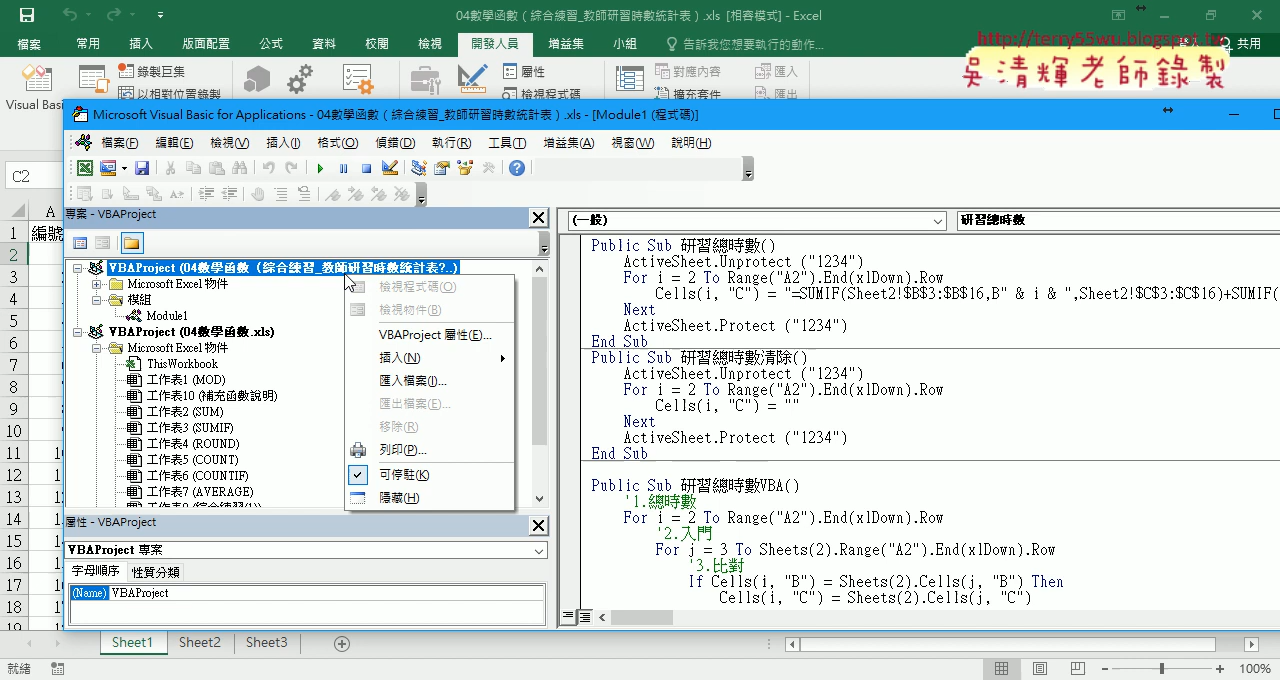 04數學函數（綜合練習_教師研習時數統計表）.xls [相容模式] - Excel
http://terry55wu.blogspot.tw
吳清輝老師錄製
檔案 常用 插入 版面配置 公式 資料 校閱 檢視 開發人員 增益集 小組 告訴我您想要執行的動作... 共用
Visual Basi
錄製巨集
以相對位置錄製
屬性
檢視程式碼
對應內容
擴充套件
匯入
匯出
Microsoft Visual Basic for Applications - 04數學函數（綜合練習_教師研習時數統計表）.xls - [Module1 (程式碼)]
檔案(F) 編輯(E) 檢視(V) 插入(I) 格式(O) 偵錯(D) 執行(R) 工具(T) 增益集(A) 視窗(W) 說明(H)
C2
A
1 編號
2
3
4
5
6
7
8
9
10
11
12
13
14
15
16
17
18
19
專案 - VBAProject
VBAProject (04數學函數（綜合練習_教師研習時數統計表?..)
Microsoft Excel 物件
模組
Module1
VBAProject (04數學函數.xls)
Microsoft Excel 物件
ThisWorkbook
工作表1 (MOD)
工作表10 (補充函數說明)
工作表2 (SUM)
工作表3 (SUMIF)
工作表4 (ROUND)
工作表5 (COUNT)
工作表6 (COUNTIF)
工作表7 (AVERAGE)
檢視程式碼(O)
檢視物件(B)
VBAProject 屬性(E)...
插入(N)
匯入檔案(I)...
匯出檔案(E)...
移除(R)
列印(P)...
可停駐(K)
隱藏(H)
屬性 - VBAProject
VBAProject 專案
字母順序 性質分類
(Name) VBAProject
(一般) 研習總時數
Public Sub 研習總時數()
ActiveSheet.Unprotect ("1234")
For i = 2 To Range("A2").End(xlDown).Row
Cells(i, "C") = "=SUMIF(Sheet2!$B$3:$B$16,B" & i & ",Sheet2!$C$3:$C$16)+SUMIF(
Next
ActiveSheet.Protect ("1234")
End Sub
Public Sub 研習總時數清除()
ActiveSheet.Unprotect ("1234")
For i = 2 To Range("A2").End(xlDown).Row
Cells(i, "C") = ""
Next
ActiveSheet.Protect ("1234")
End Sub
Public Sub 研習總時數VBA()
'1.總時數
For i = 2 To Range("A2").End(xlDown).Row
'2.入門
For j = 3 To Sheets(2).Range("A2").End(xlDown).Row
'3.比對
If Cells(i, "B") = Sheets(2).Cells(j, "B") Then
Cells(i, "C") = Sheets(2).Cells(j, "C")
Sheet1 Sheet2 Sheet3
就緒
100%